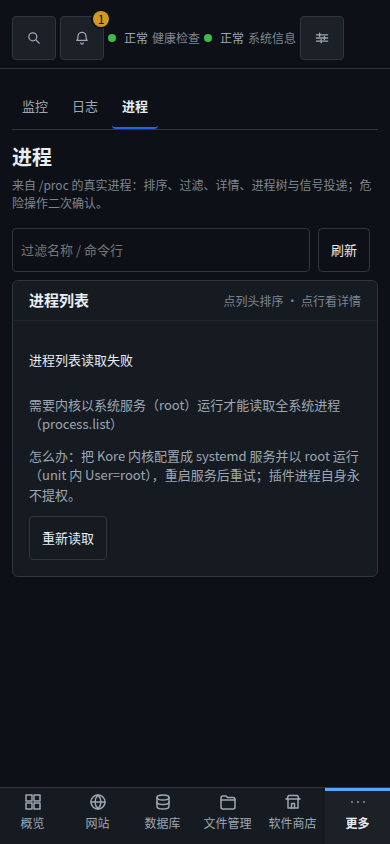 1
正常 健康检查 正常 系统信息
监控 日志 进程
进程
来自 /proc 的真实进程：排序、过滤、详情、进程树与信号投递；危
险操作二次确认。
过滤名称 / 命令行 刷新
进程列表 点列头排序 · 点行看详情
进程列表读取失败
需要内核以系统服务（root）运行才能读取全系统进程
（process.list）
怎么办：把 Kore 内核配置成 systemd 服务并以 root 运行
（unit 内 User=root），重启服务后重试；插件进程自身永
不提权。
重新读取
概览 网站 数据库 文件管理 软件商店 更多